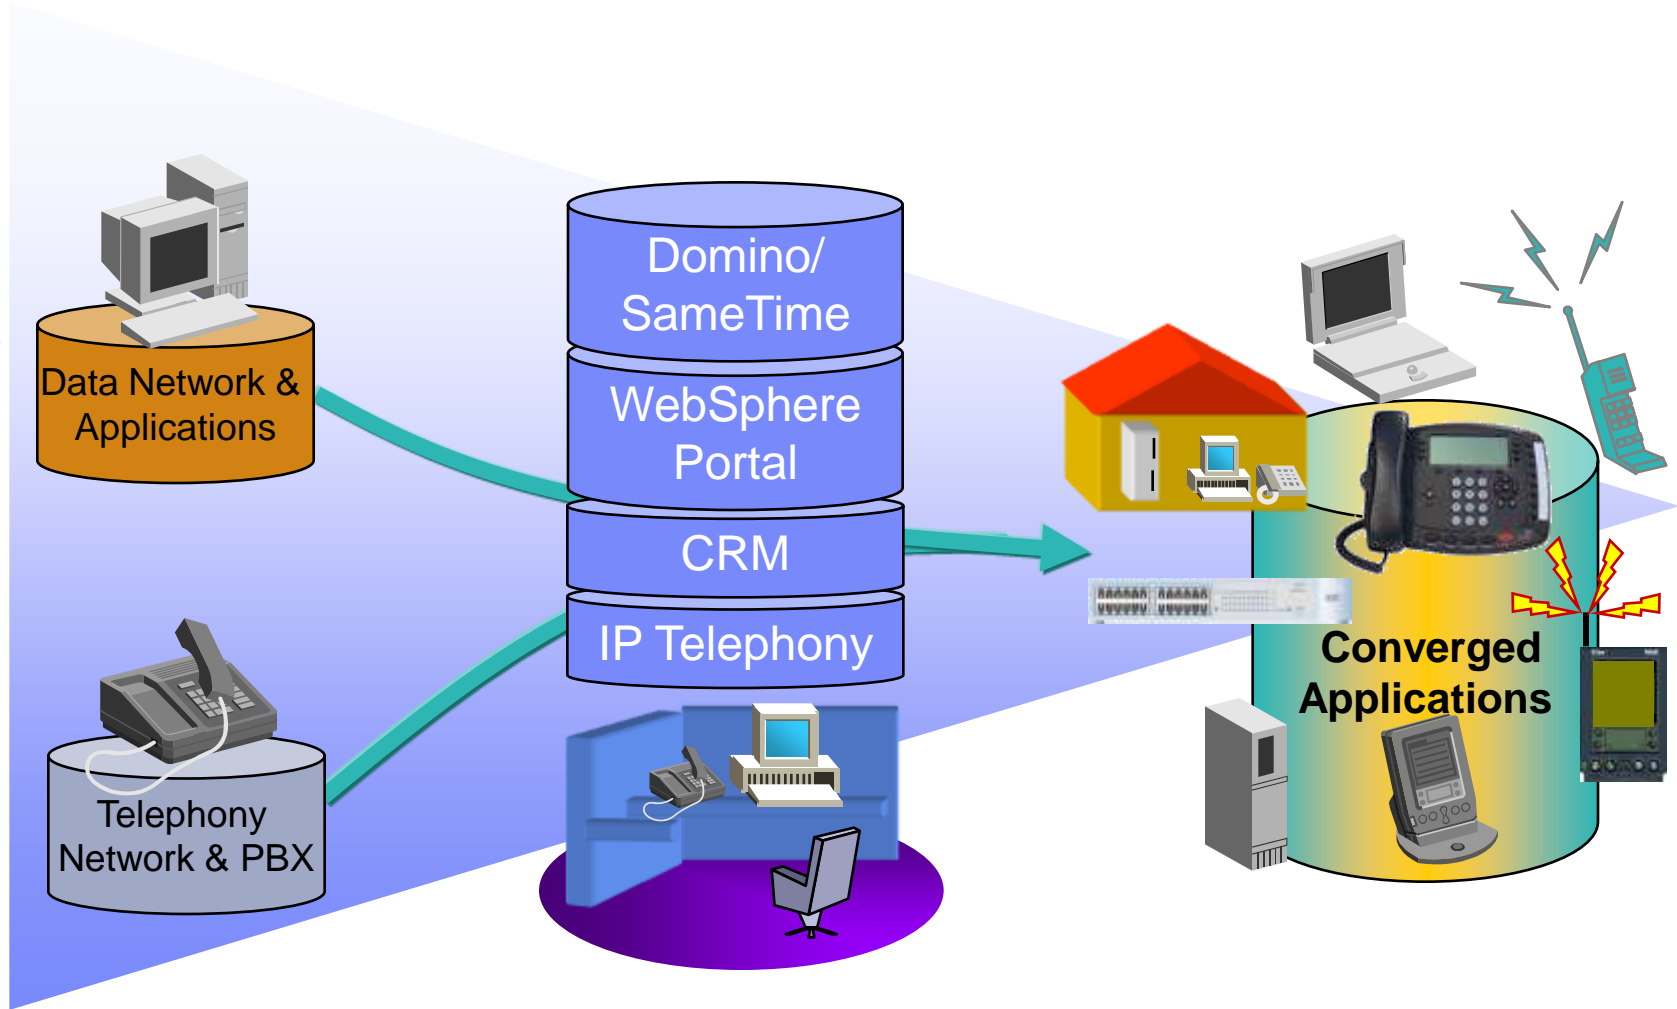 Domino/
SameTime
Data Network &
Applications
WebSphere
Portal
CRM
IP Telephony
Converged
Applications
Telephony
Network & PBX